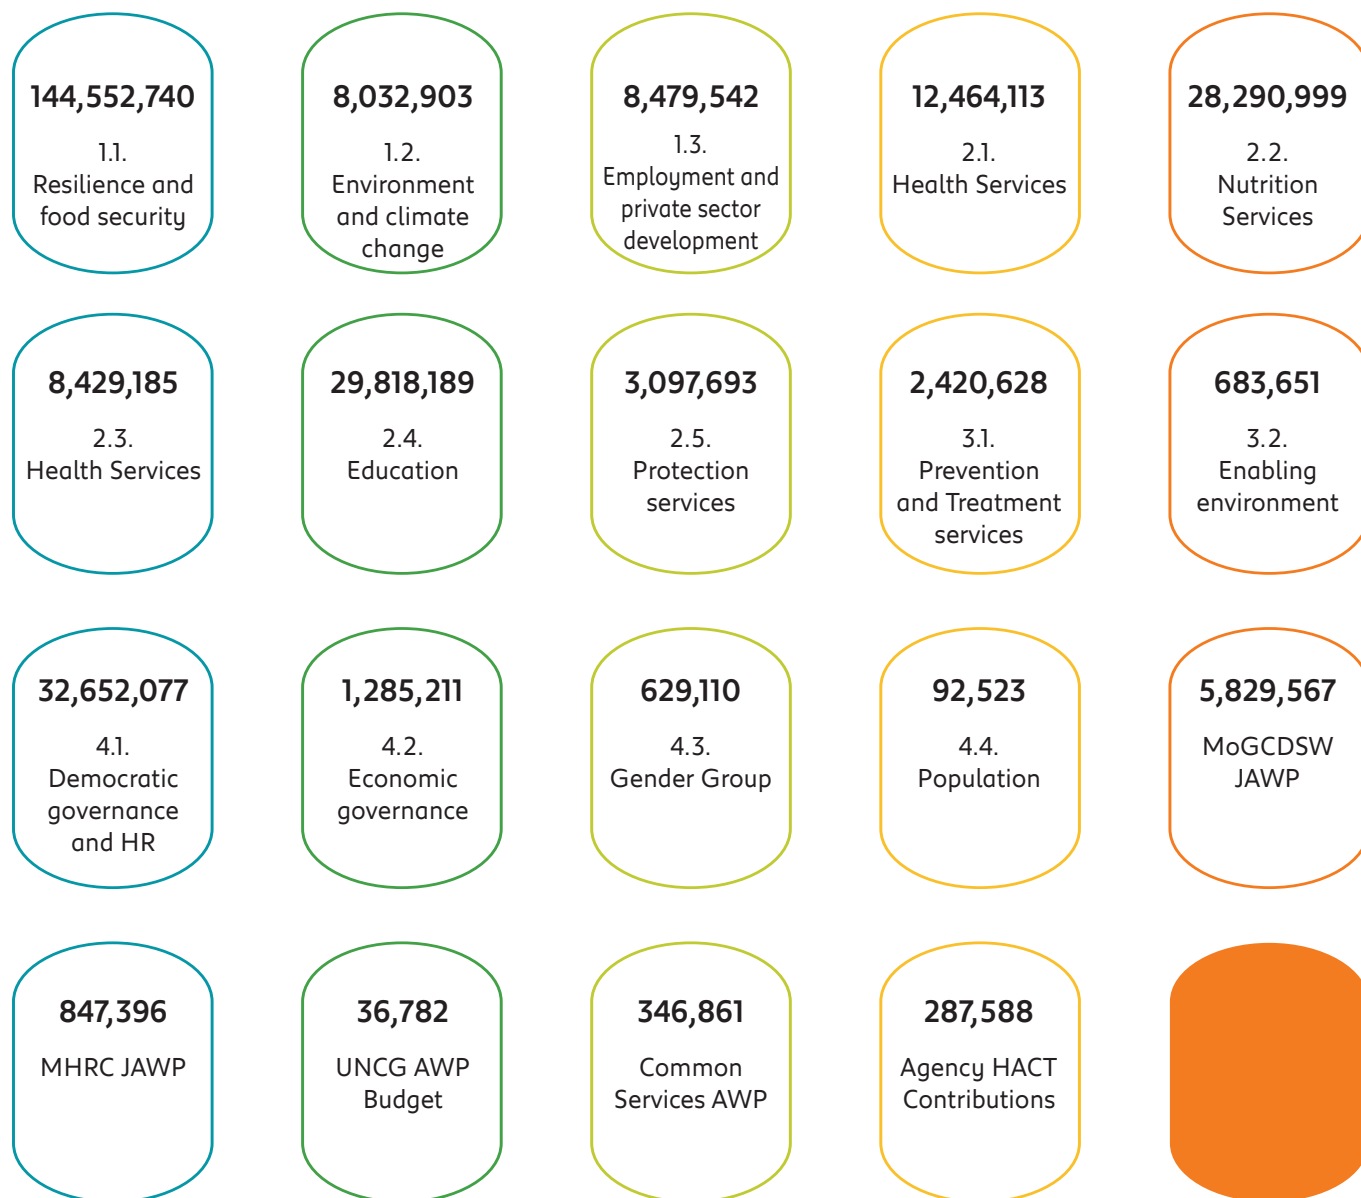 144,552,740
1.1.
Resilience and
food security
8,032,903
1.2.
Environment
and climate
change
8,479,542
1.3.
Employment and
private sector
development
12,464,113
2.1.
Health Services
28,290,999
2.2.
Nutrition
Services
8,429,185
2.3.
Health Services
29,818,189
2.4.
Education
3,097,693
2.5.
Protection
services
2,420,628
3.1.
Prevention
and Treatment
services
683,651
3.2.
Enabling
environment
32,652,077
4.1.
Democratic
governance
and HR
1,285,211
4.2.
Economic
governance
629,110
4.3.
Gender Group
92,523
4.4.
Population
5,829,567
MoGCDSW
JAWP
847,396
MHRC JAWP
36,782
UNCG AWP
Budget
346,861
Common
Services AWP
287,588
Agency HACT
Contributions